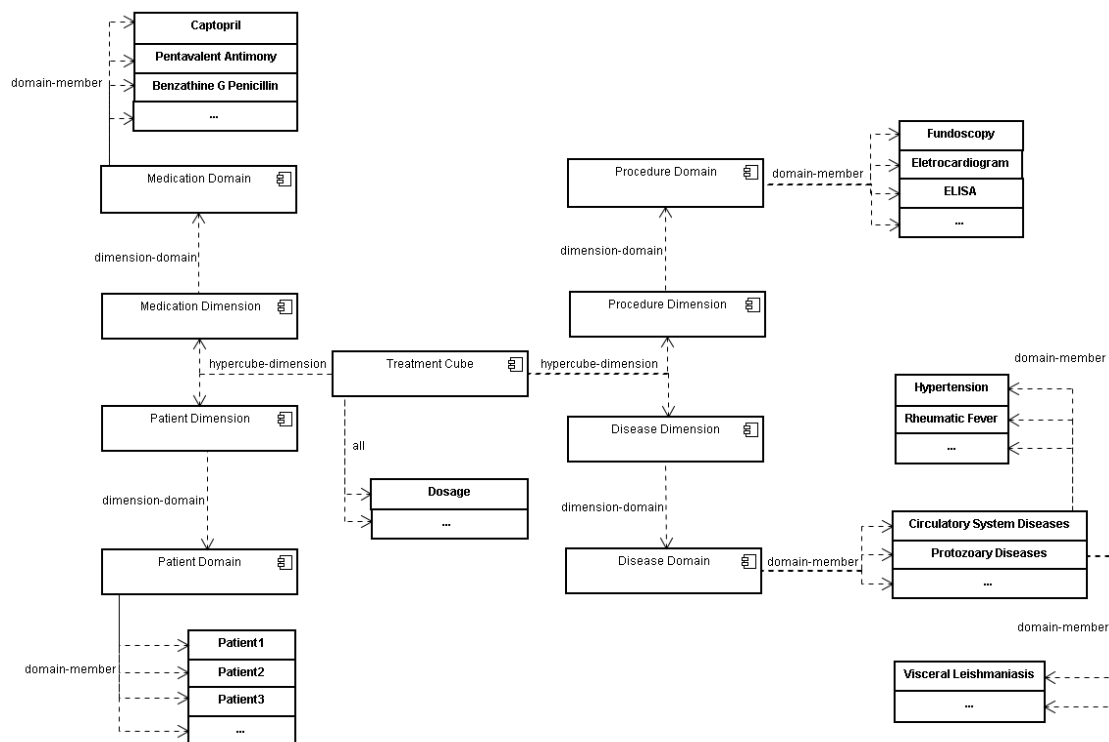 Captopril
Pentavalent Antimony
domain-member
Benzathine G Penicillin
...
Medication Domain
dimension-domain
Medication Dimension
hypercube-dimension
Patient Dimension
dimension-domain
Patient Domain
Patient1
domain-member
Patient2
Patient3
...
Treatment Cube
all
Dosage
...
Procedure Domain
domain-member
Fundoscopy
Eletrocardiogram
ELISA
...
dimension-domain
Procedure Dimension
hypercube-dimension
Disease Dimension
dimension-domain
Disease Domain
domain-member
Circulatory System Diseases
Protozoary Diseases
...
domain-member
Hypertension
Rheumatic Fever
...
domain-member
Visceral Leishmaniasis
...